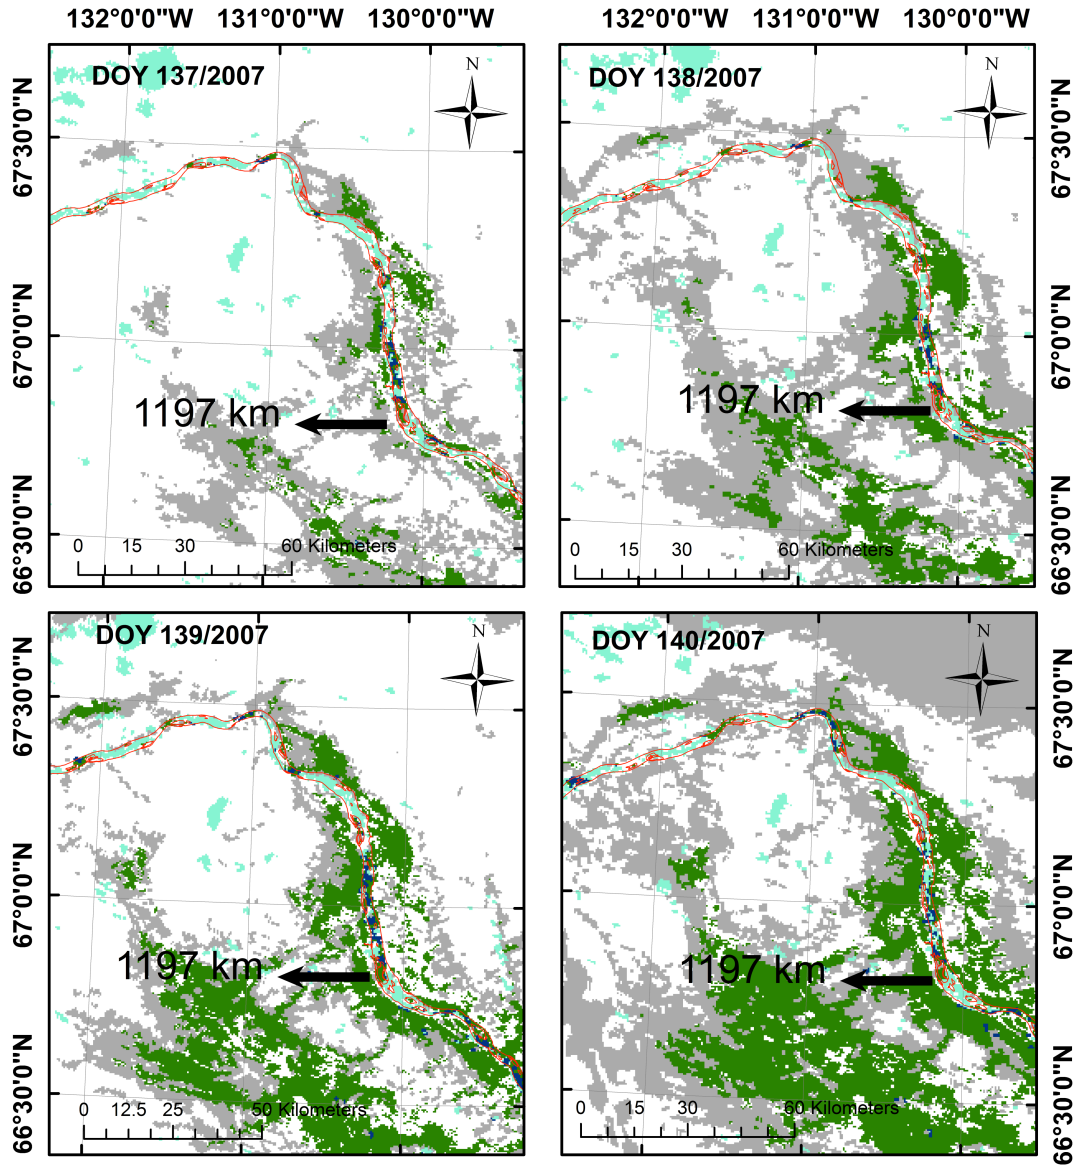 132°0'0"W 131°0'0"W 130°0'0"W 132°0'0"W 131°0'0"W 130°0'0"W
DOY 137/2007
N
67°30'0"N
67°0'0"N
66°30'0"N
1197 km
0 15 30 60 Kilometers
DOY 138/2007
N
67°30'0"N
67°0'0"N
66°30'0"N
1197 km
0 15 30 60 Kilometers
DOY 139/2007
N
67°30'0"N
67°0'0"N
66°30'0"N
1197 km
0 12.5 25 50 Kilometers
DOY 140/2007
N
67°30'0"N
67°0'0"N
66°30'0"N
1197 km
0 15 30 60 Kilometers